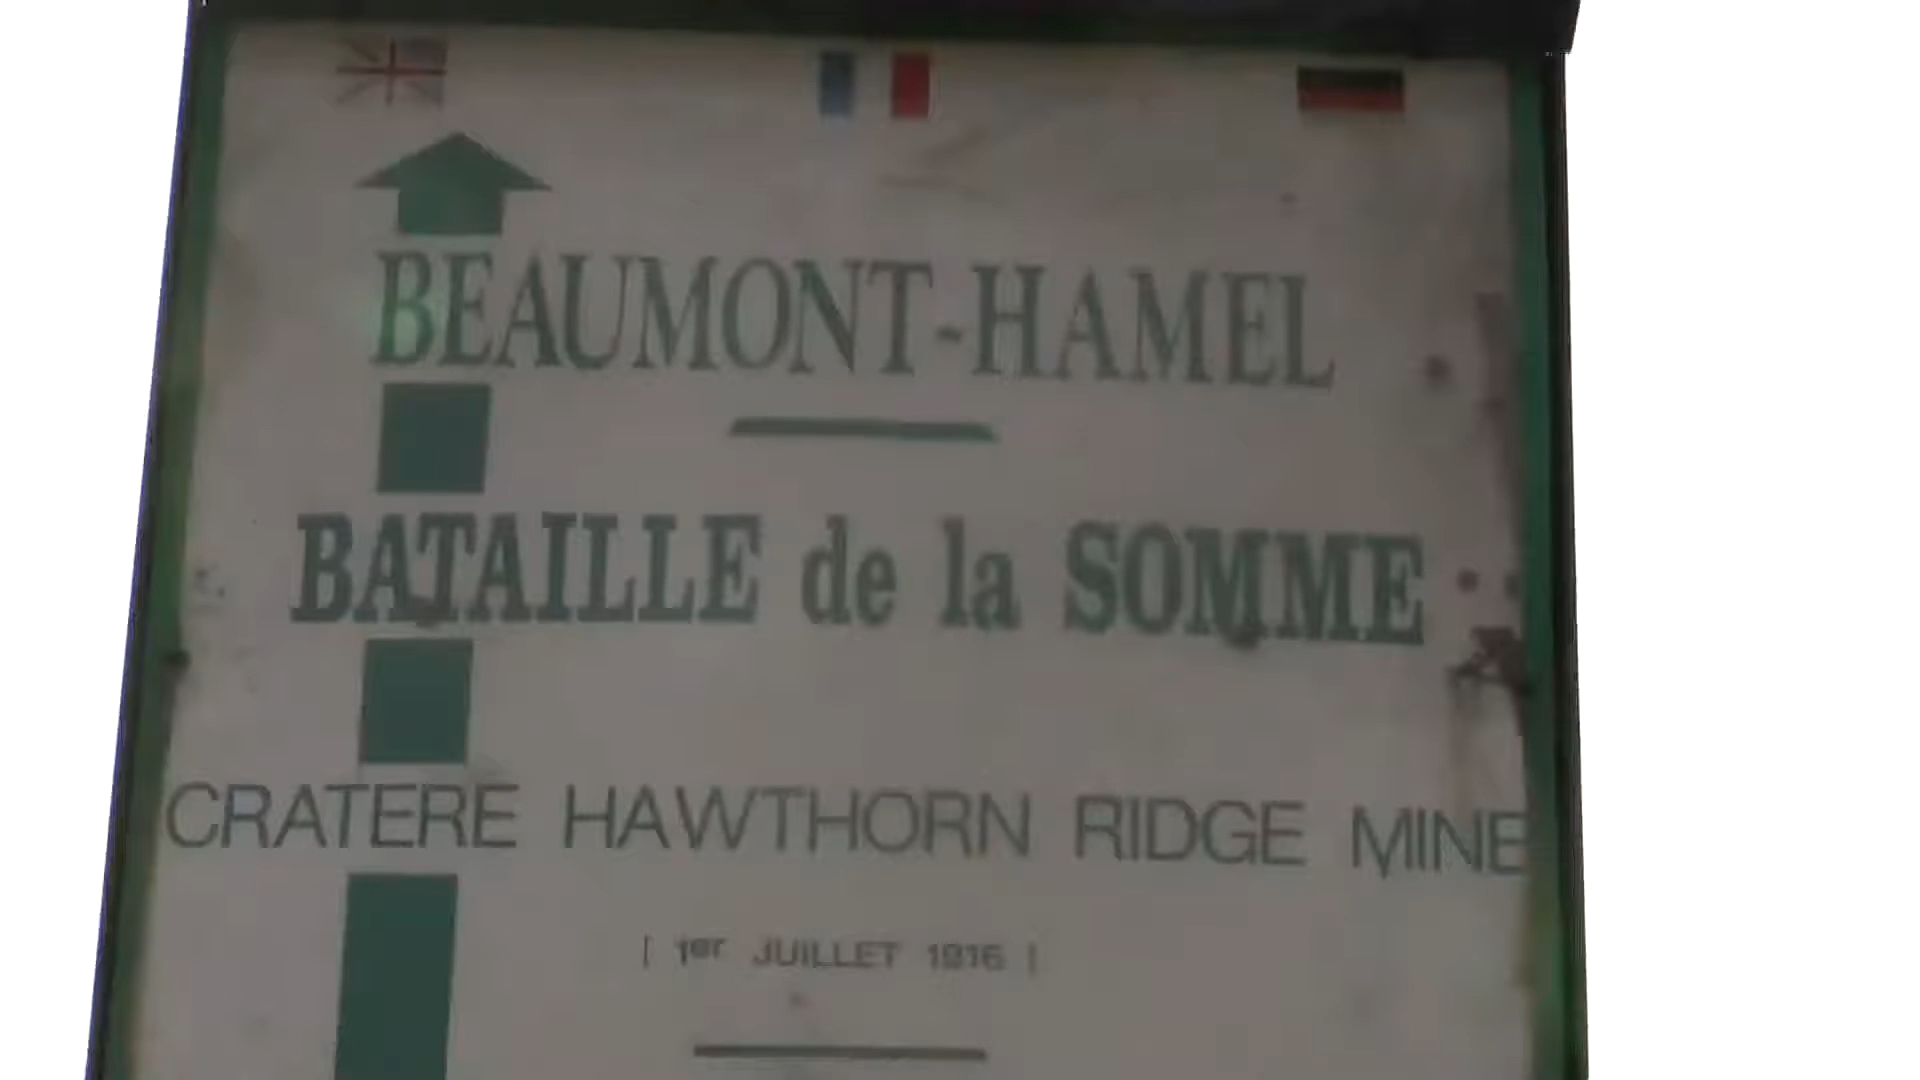 BEAUMONT-HAMEL
BATAILLE de la SOMME
CRATERE HAWTHORN RIDGE MINE
[ 1er JUILLET 1916 ]